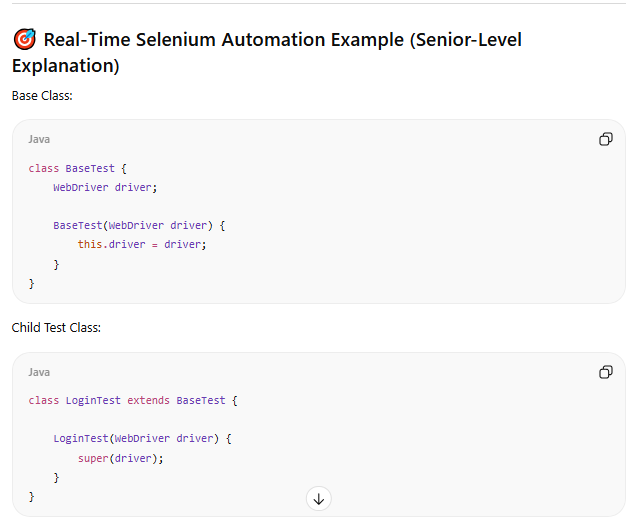 🎯 Real-Time Selenium Automation Example (Senior-Level
Explanation)
Base Class:
Java
class BaseTest {
    WebDriver driver;

    BaseTest(WebDriver driver) {
        this.driver = driver;
    }
}
Child Test Class:
Java
class LoginTest extends BaseTest {

    LoginTest(WebDriver driver) {
        super(driver);
    }
}